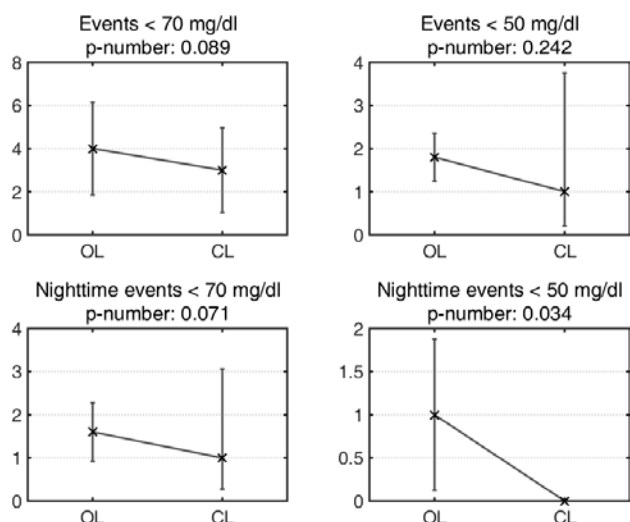 Events < 70 mg/dl
p-number: 0.089
8
6
4
2
0
OL CL
Events < 50 mg/dl
p-number: 0.242
4
3
2
1
0
OL CL
Nighttime events < 70 mg/dl
p-number: 0.071
4
3
2
1
0
OL CL
Nighttime events < 50 mg/dl
p-number: 0.034
2
1.5
1
0.5
0
OL CL